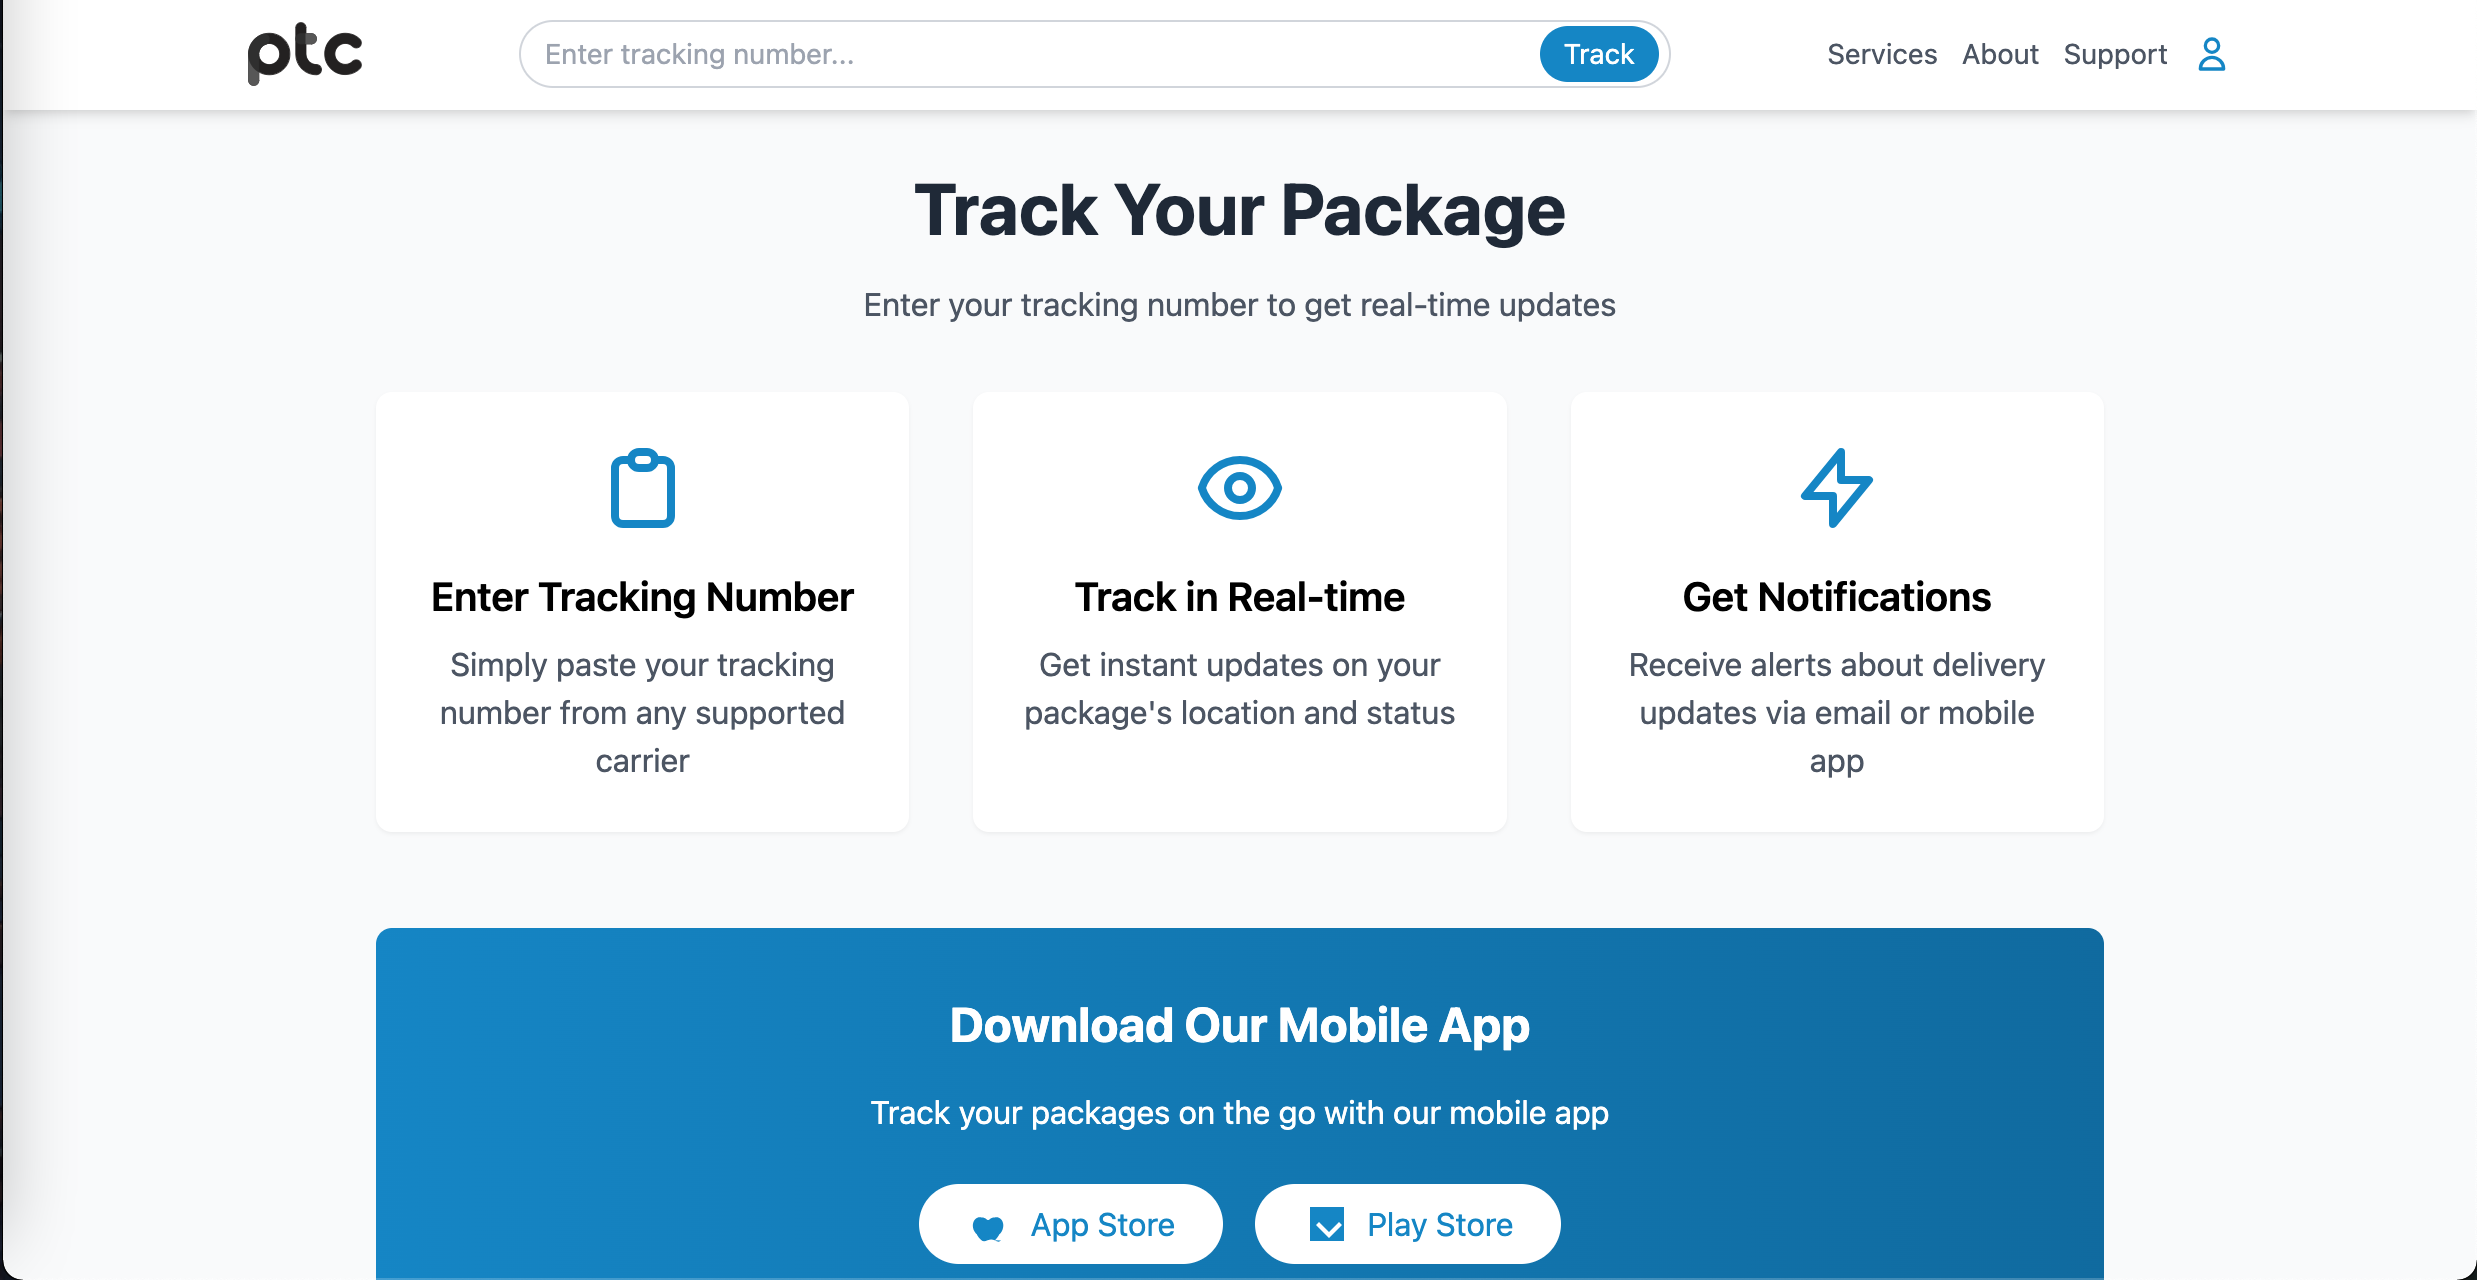 ptc
Enter tracking number...
Track
Services
About
Support
Track Your Package
Enter your tracking number to get real-time updates
Enter Tracking Number
Simply paste your tracking
number from any supported
carrier
Track in Real-time
Get instant updates on your
package's location and status
Get Notifications
Receive alerts about delivery
updates via email or mobile
app
Download Our Mobile App
Track your packages on the go with our mobile app
App Store
Play Store